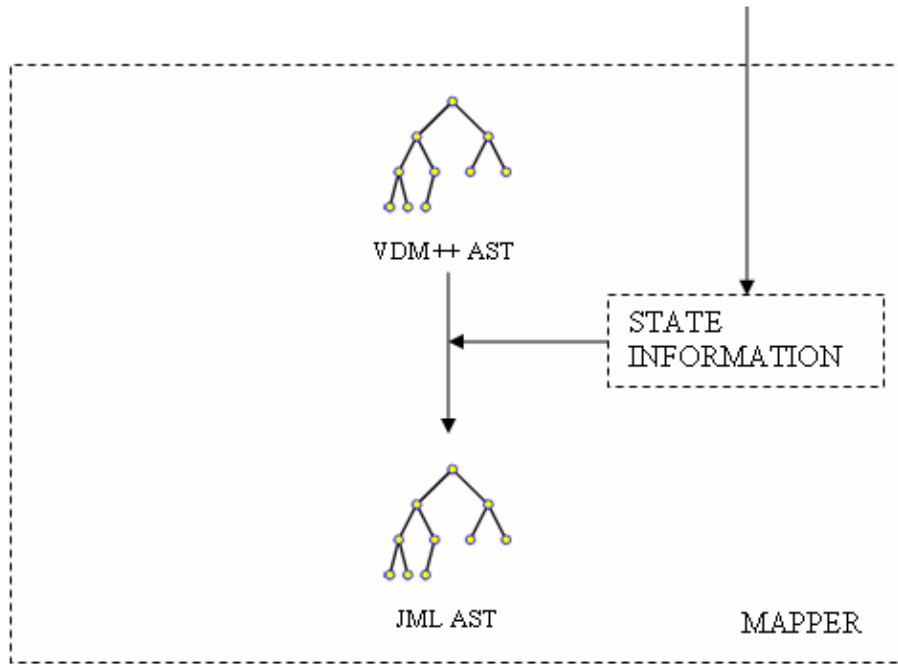 VDM++ AST
STATE
INFORMATION
JML AST
MAPPER